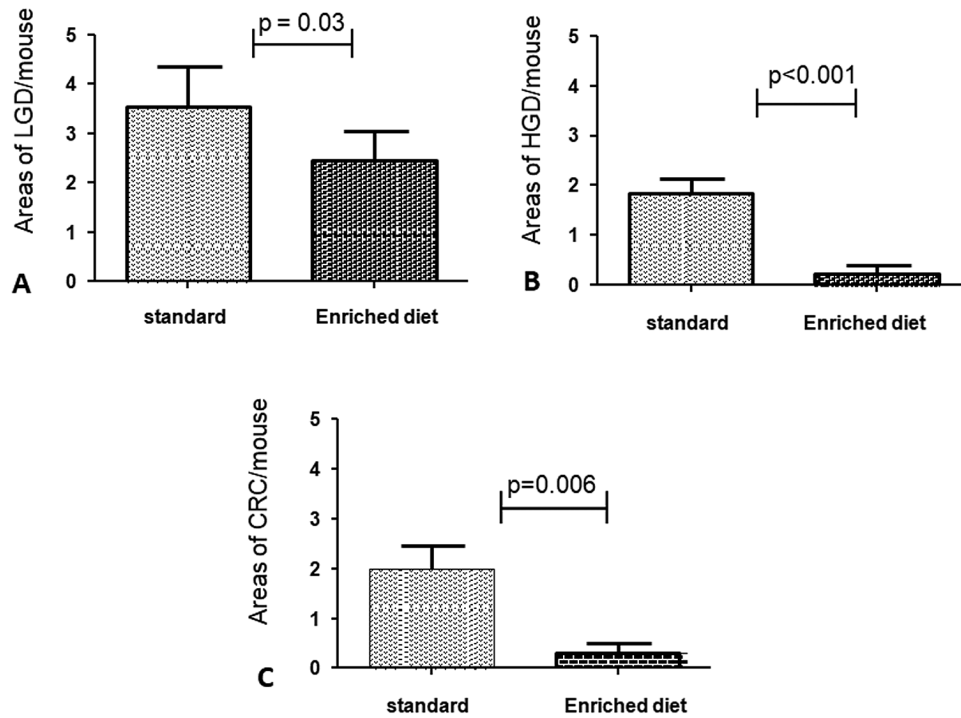 p = 0.03
Areas of LGD/mouse
5
4
3
2
1
0
A
standard Enriched diet
p<0.001
Areas of HGD/mouse
5
4
3
2
1
0
B
standard Enriched diet
p=0.006
Areas of CRC/mouse
5
4
3
2
1
0
C
standard Enriched diet